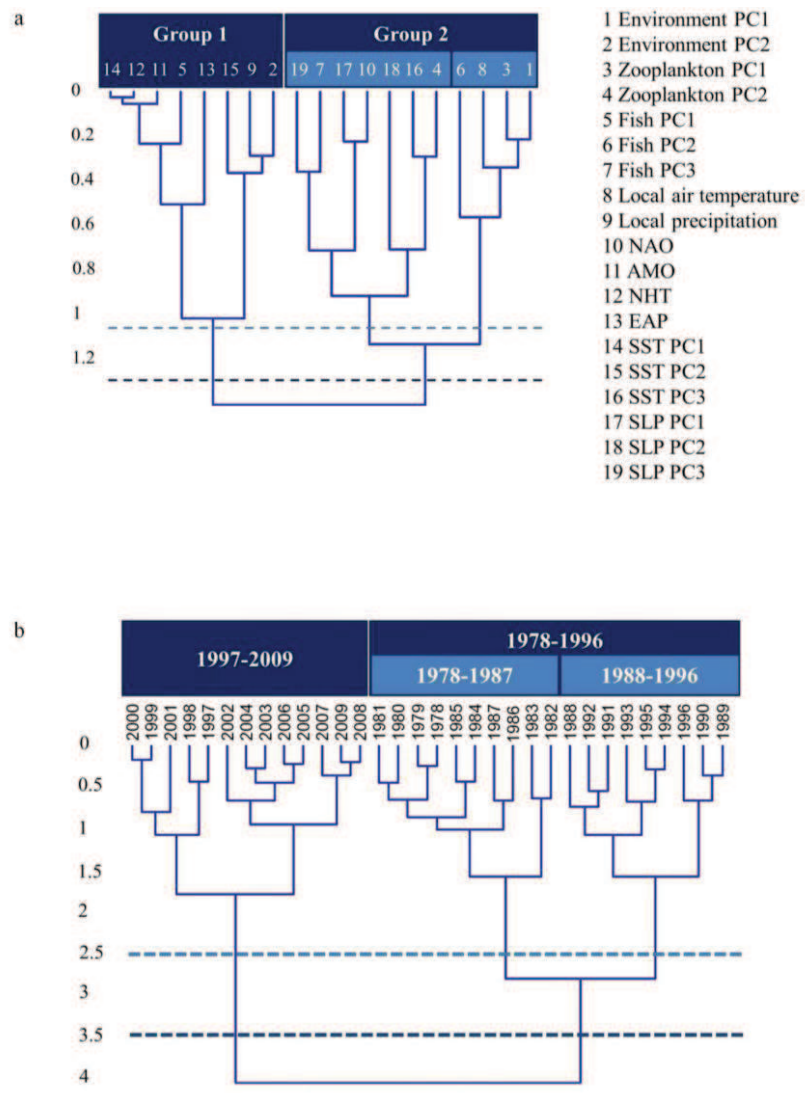 a
Group 1 Group 2
14 12 11 5 13 15 9 2 19 7 17 10 18 16 4 6 8 3 1
0
0.2
0.4
0.6
0.8
1
1.2
1 Environment PC1
2 Environment PC2
3 Zooplankton PC1
4 Zooplankton PC2
5 Fish PC1
6 Fish PC2
7 Fish PC3
8 Local air temperature
9 Local precipitation
10 NAO
11 AMO
12 NHT
13 EAP
14 SST PC1
15 SST PC2
16 SST PC3
17 SLP PC1
18 SLP PC2
19 SLP PC3
b
1997-2009
1978-1996
1978-1987 1988-1996
2000 1999 2001 1998 1997 2002 2004 2003 2006 2005 2007 2009 2008 1981 1980 1979 1978 1985 1984 1987 1986 1983 1982 1988 1992 1991 1993 1995 1994 1996 1990 1989
0
0.5
1
1.5
2
2.5
3
3.5
4